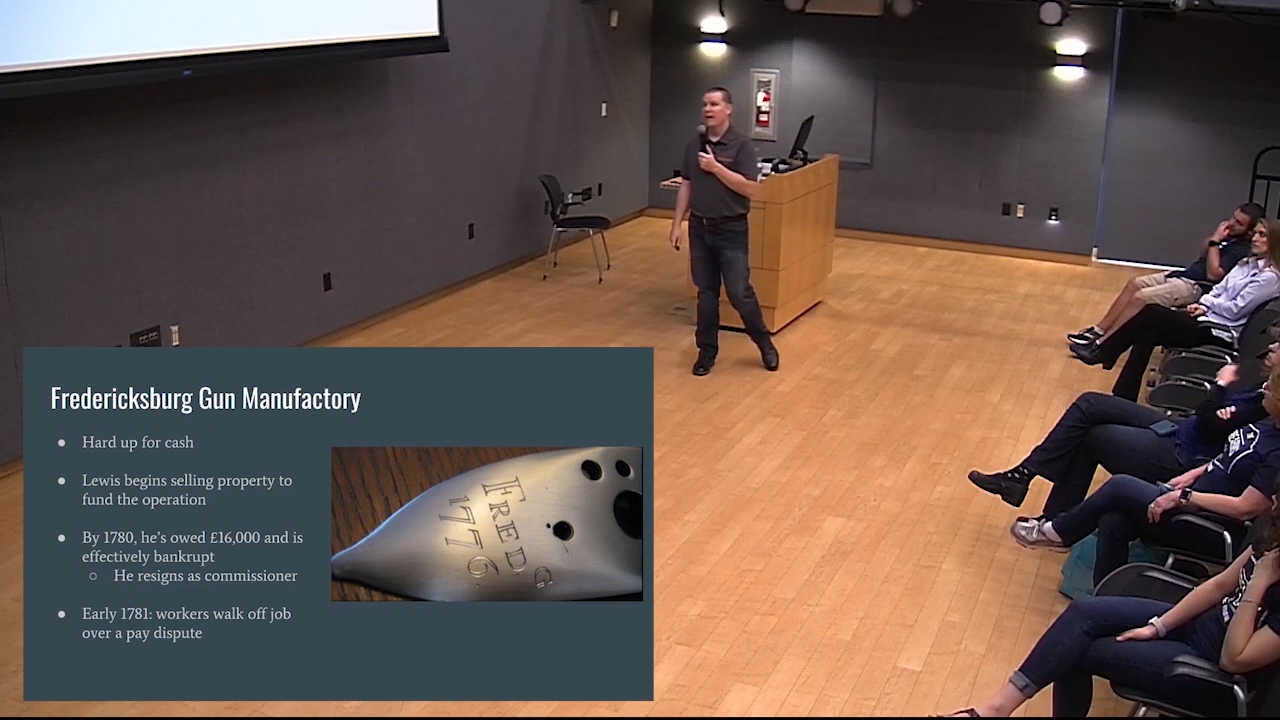 Fredericksburg Gun Manufactory
● Hard up for cash
● Lewis begins selling property to
fund the operation
● By 1780, he's owed £16,000 and is
effectively bankrupt
○ He resigns as commissioner
● Early 1781: workers walk off job
over a pay dispute
FRED G
1776